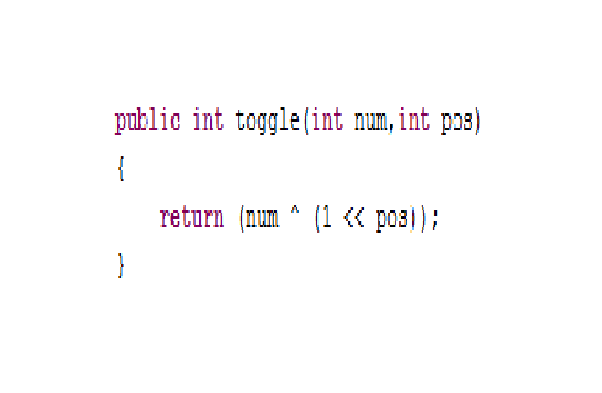 public int toggle(int num,int pos)
{
return (num ^ (1 << pos));
}